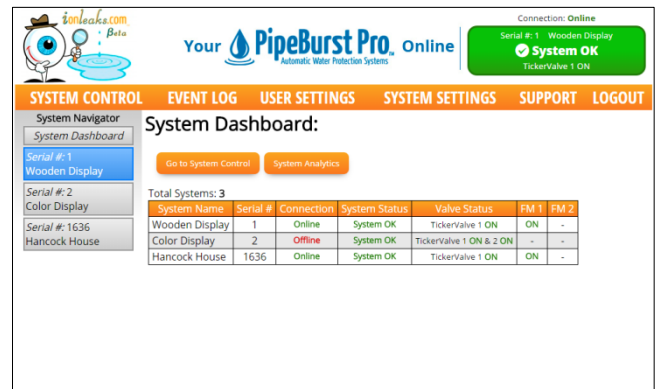 ionleaks.com
Beta
Your PipeBurst Pro™ Online
Automatic Water Protection Systems
Connection: Online
Serial #: 1 Wooden Display
System OK
TickerValve 1 ON
SYSTEM CONTROL EVENT LOG USER SETTINGS SYSTEM SETTINGS SUPPORT LOGOUT
System Navigator
System Dashboard
Serial #: 1
Wooden Display
Serial #: 2
Color Display
Serial #: 1636
Hancock House
System Dashboard:
Go to System Control System Analytics
Total Systems: 3
System Name Serial # Connection System Status Valve Status FM 1 FM 2
Wooden Display 1 Online System OK TickerValve 1 ON ON -
Color Display 2 Offline System OK TickerValve 1 ON & 2 ON - -
Hancock House 1636 Online System OK TickerValve 1 ON ON -